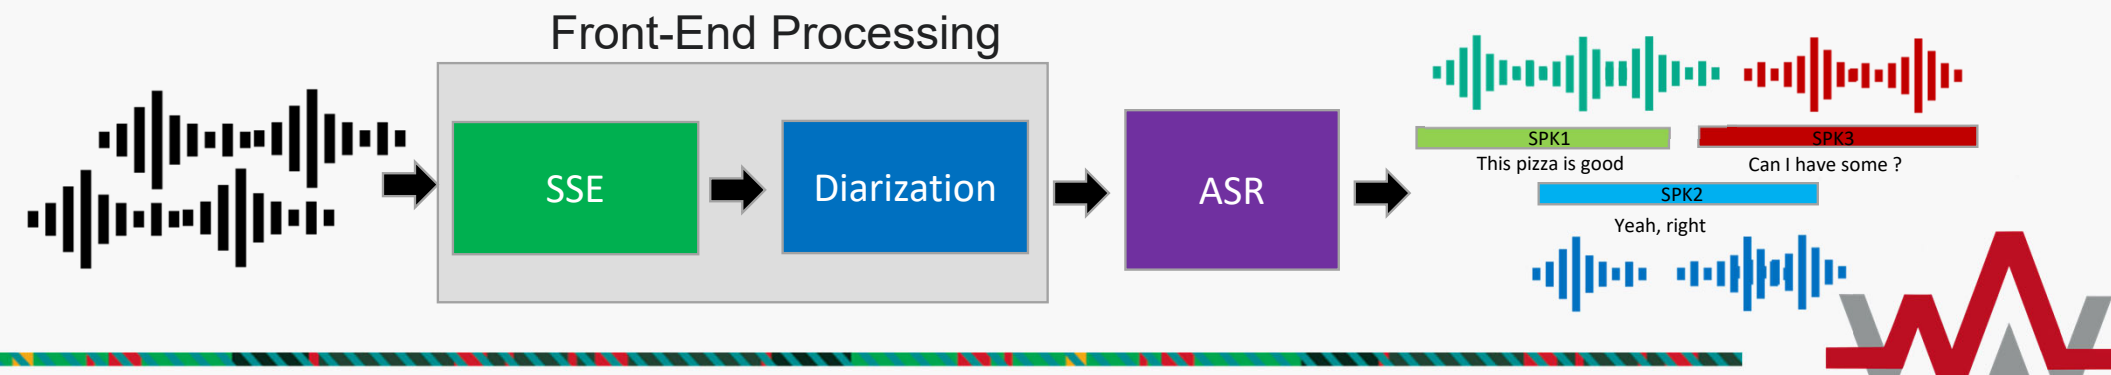 Front-End Processing
SSE
Diarization
ASR
SPK1
SPK3
This pizza is good
Can I have some ?
SPK2
Yeah, right